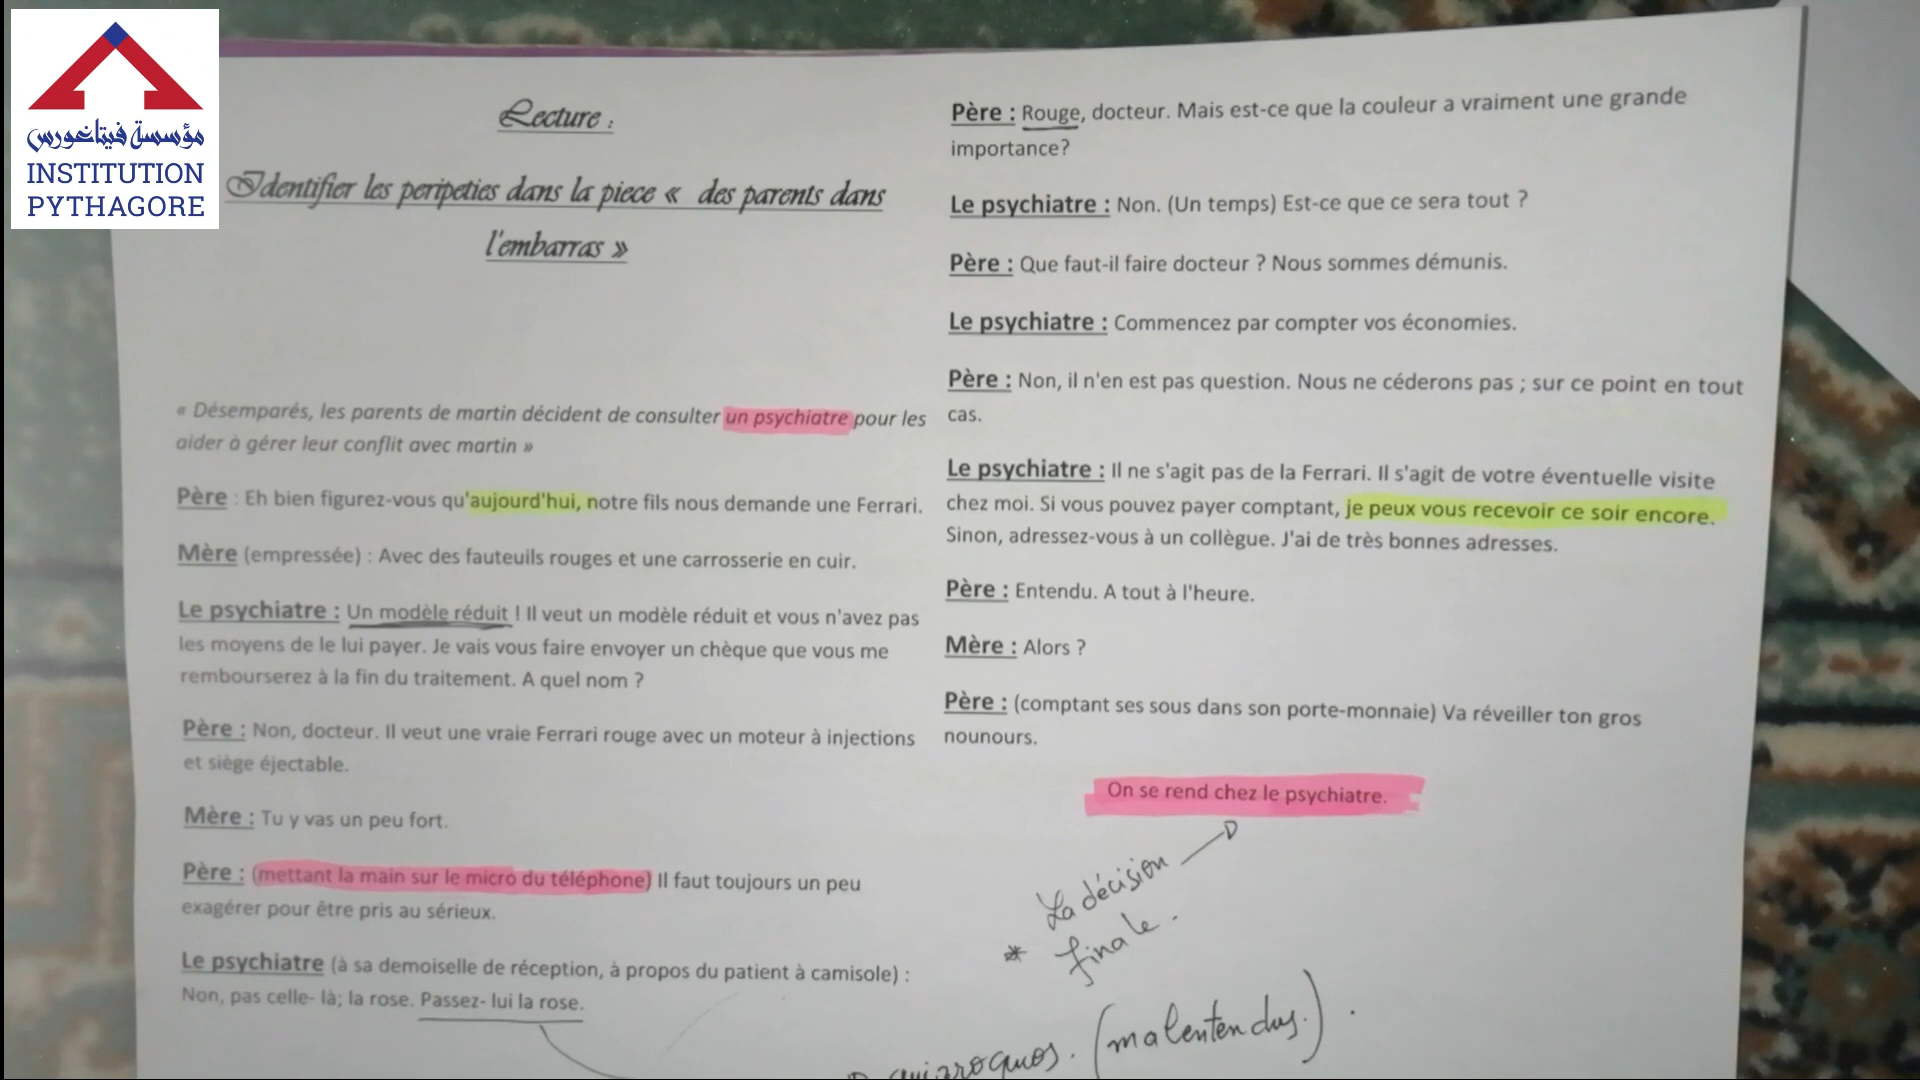 مؤسسة فيتاغورس
INSTITUTION
PYTHAGORE
Lecture :
Identifier les peripeties dans la piece « des parents dans
l'embarras »
« Désemparés, les parents de martin décident de consulter un psychiatre pour les
aider à gérer leur conflit avec martin »
Père : Eh bien figurez-vous qu'aujourd'hui, notre fils nous demande une Ferrari.
Mère (empressée) : Avec des fauteuils rouges et une carrosserie en cuir.
Le psychiatre : Un modèle réduit ! Il veut un modèle réduit et vous n'avez pas
les moyens de le lui payer. Je vais vous faire envoyer un chèque que vous me
rembourserez à la fin du traitement. A quel nom ?
Père : Non, docteur. Il veut une vraie Ferrari rouge avec un moteur à injections
et siège éjectable.
Mère : Tu y vas un peu fort.
Père : (mettant la main sur le micro du téléphone) Il faut toujours un peu
exagérer pour être pris au sérieux.
Le psychiatre (à sa demoiselle de réception, à propos du patient à camisole) :
Non, pas celle- là; la rose. Passez- lui la rose.
Père : Rouge, docteur. Mais est-ce que la couleur a vraiment une grande
importance?
Le psychiatre : Non. (Un temps) Est-ce que ce sera tout ?
Père : Que faut-il faire docteur ? Nous sommes démunis.
Le psychiatre : Commencez par compter vos économies.
Père : Non, il n'en est pas question. Nous ne céderons pas ; sur ce point en tout
cas.
Le psychiatre : Il ne s'agit pas de la Ferrari. Il s'agit de votre éventuelle visite
chez moi. Si vous pouvez payer comptant, je peux vous recevoir ce soir encore.
Sinon, adressez-vous à un collègue. J'ai de très bonnes adresses.
Père : Entendu. A tout à l'heure.
Mère : Alors ?
Père : (comptant ses sous dans son porte-monnaie) Va réveiller ton gros
nounours.
On se rend chez le psychiatre.
La décision
* finale.
quiproquos. (malentendus.).